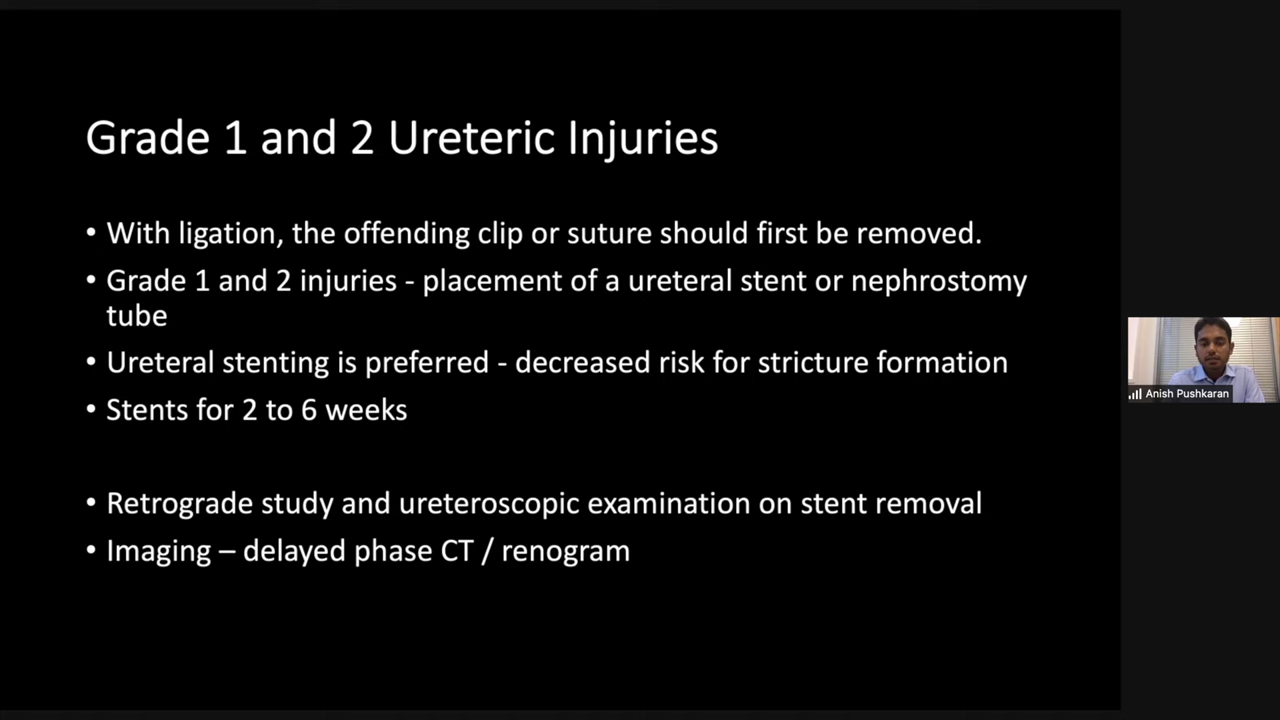 Grade 1 and 2 Ureteric Injuries
• With ligation, the offending clip or suture should first be removed.
• Grade 1 and 2 injuries - placement of a ureteral stent or nephrostomy
tube
• Ureteral stenting is preferred - decreased risk for stricture formation
• Stents for 2 to 6 weeks
• Retrograde study and ureteroscopic examination on stent removal
• Imaging – delayed phase CT / renogram
Anish Pushkaran